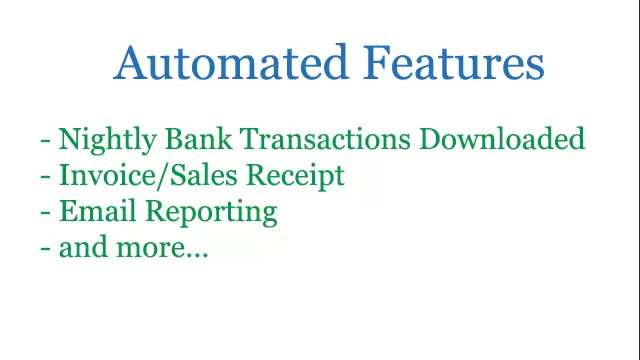 Automated Features
- Nightly Bank Transactions Downloaded
- Invoice/Sales Receipt
- Email Reporting
- and more...